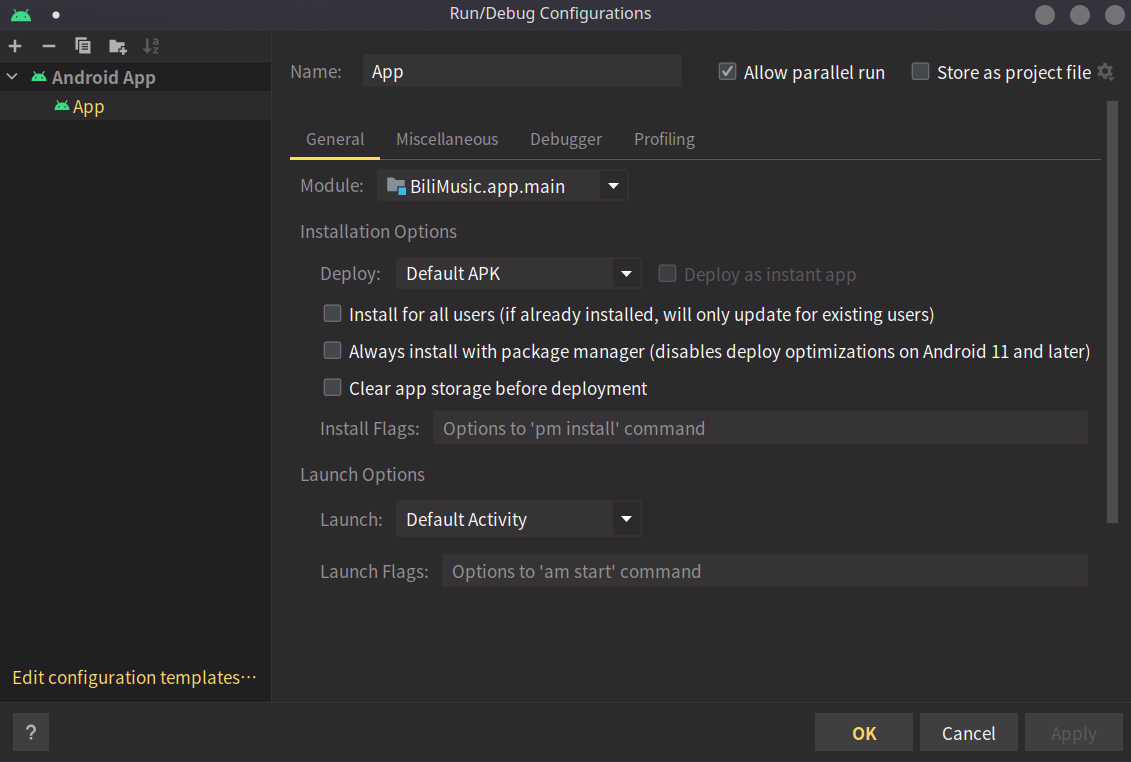 Run/Debug Configurations
Android App
App
Name: App
Allow parallel run
Store as project file
General Miscellaneous Debugger Profiling
Module: BiliMusic.app.main
Installation Options
Deploy: Default APK
Deploy as instant app
Install for all users (if already installed, will only update for existing users)
Always install with package manager (disables deploy optimizations on Android 11 and later)
Clear app storage before deployment
Install Flags: Options to 'pm install' command
Launch Options
Launch: Default Activity
Launch Flags: Options to 'am start' command
Edit configuration templates…
? OK Cancel Apply